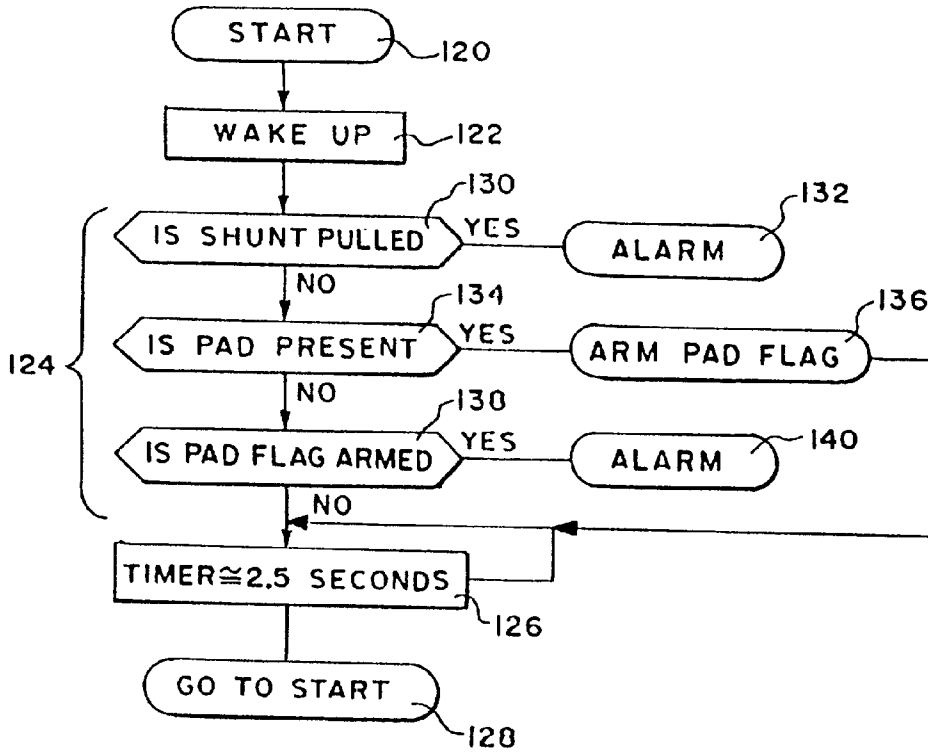 START
120
WAKE UP
122
130
IS SHUNT PULLED
YES
ALARM
132
NO
134
IS PAD PRESENT
YES
ARM PAD FLAG
136
124
NO
138
IS PAD FLAG ARMED
YES
ALARM
140
NO
TIMER≅2.5 SECONDS
126
GO TO START
128